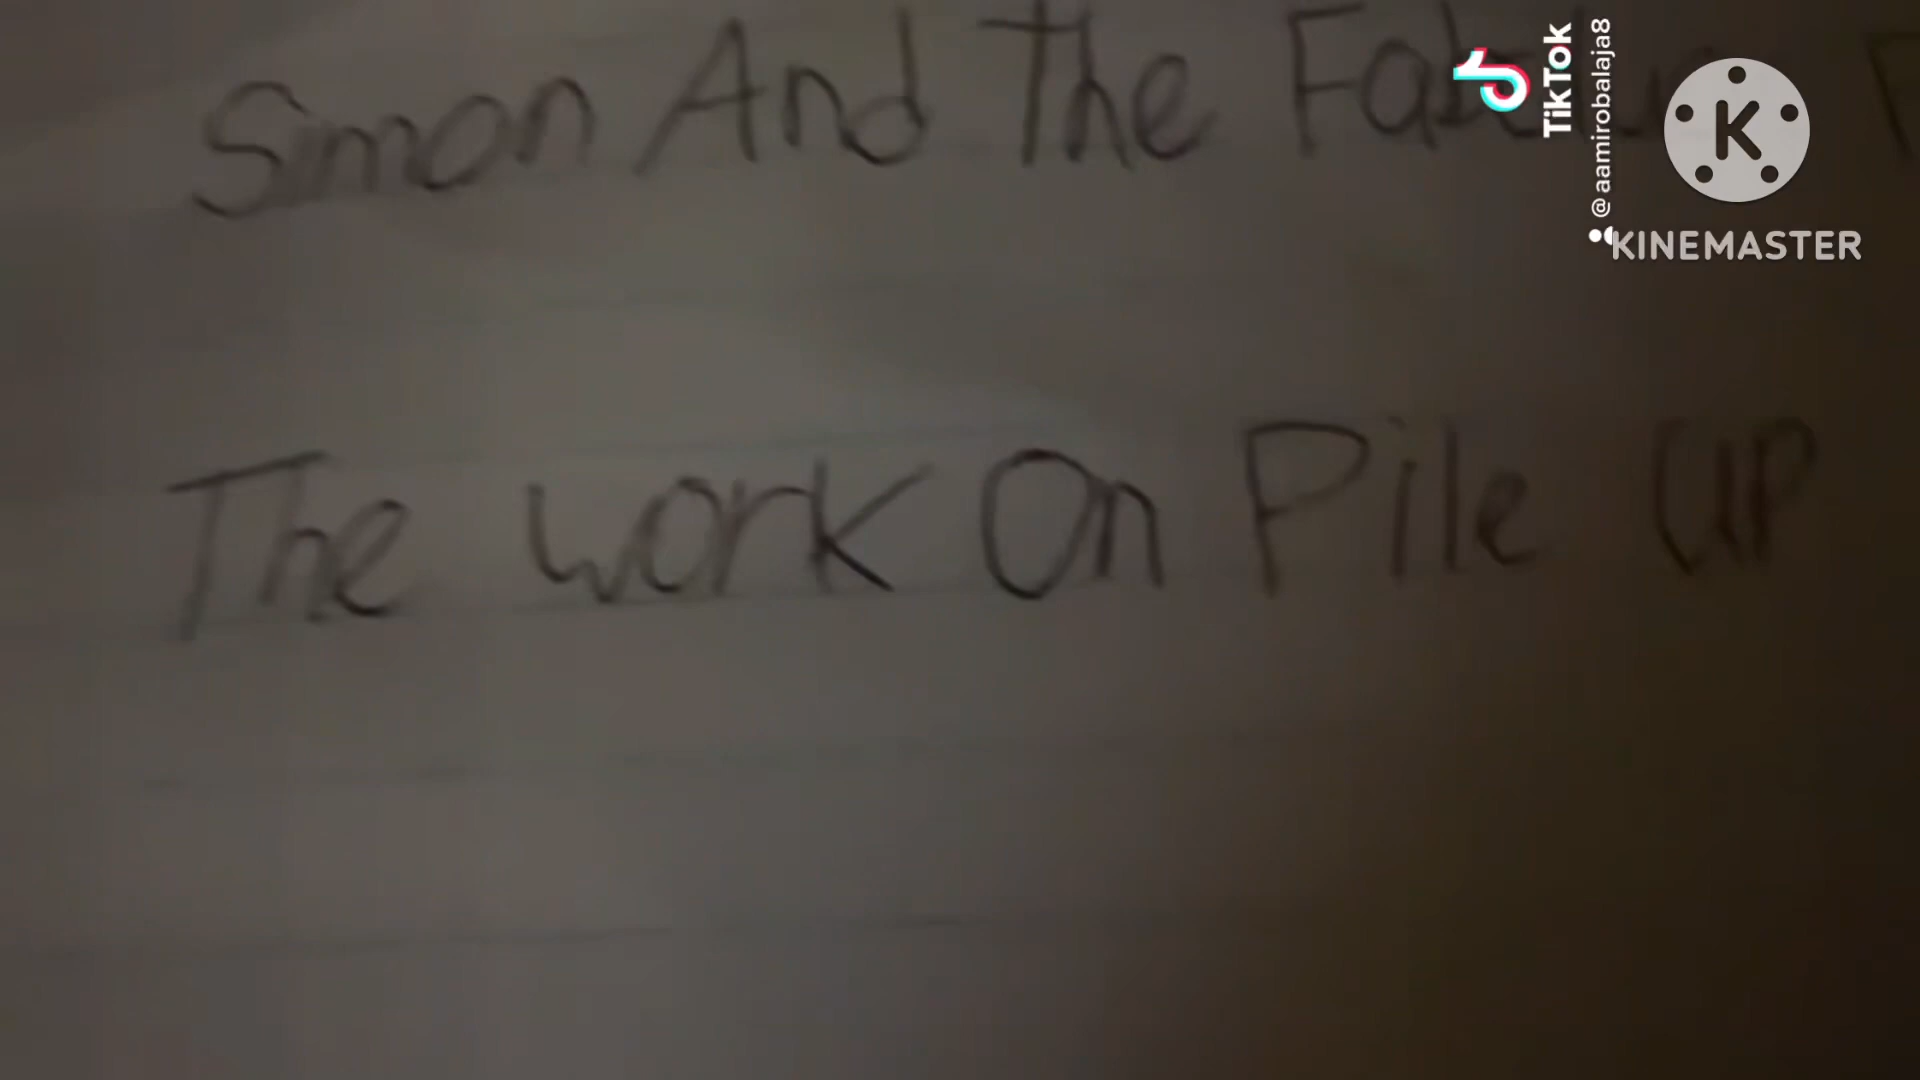 Simon And The
The work On Pile UP
TikTok
@aamirobalaja8
KINEMASTER